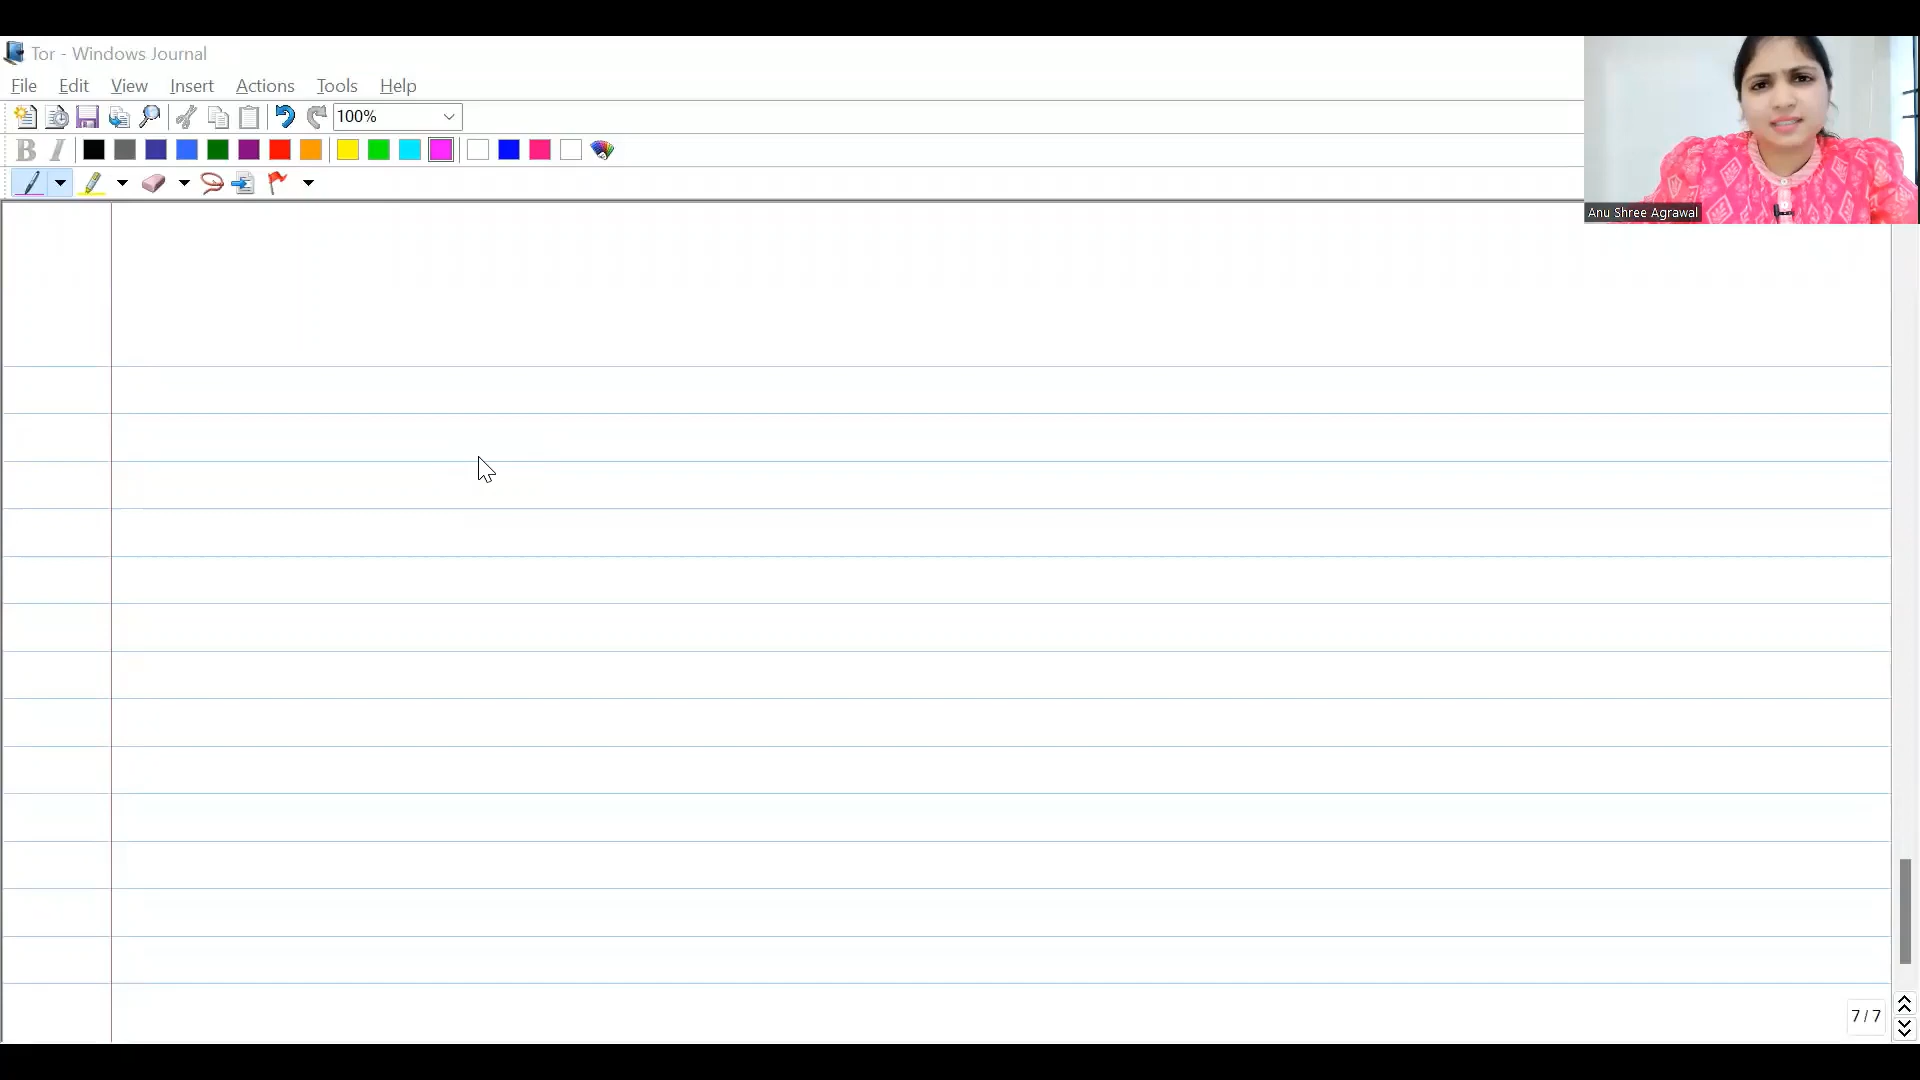 Tor - Windows Journal
File Edit View Insert Actions Tools Help
100%
B I
Anu Shree Agrawal
7 / 7